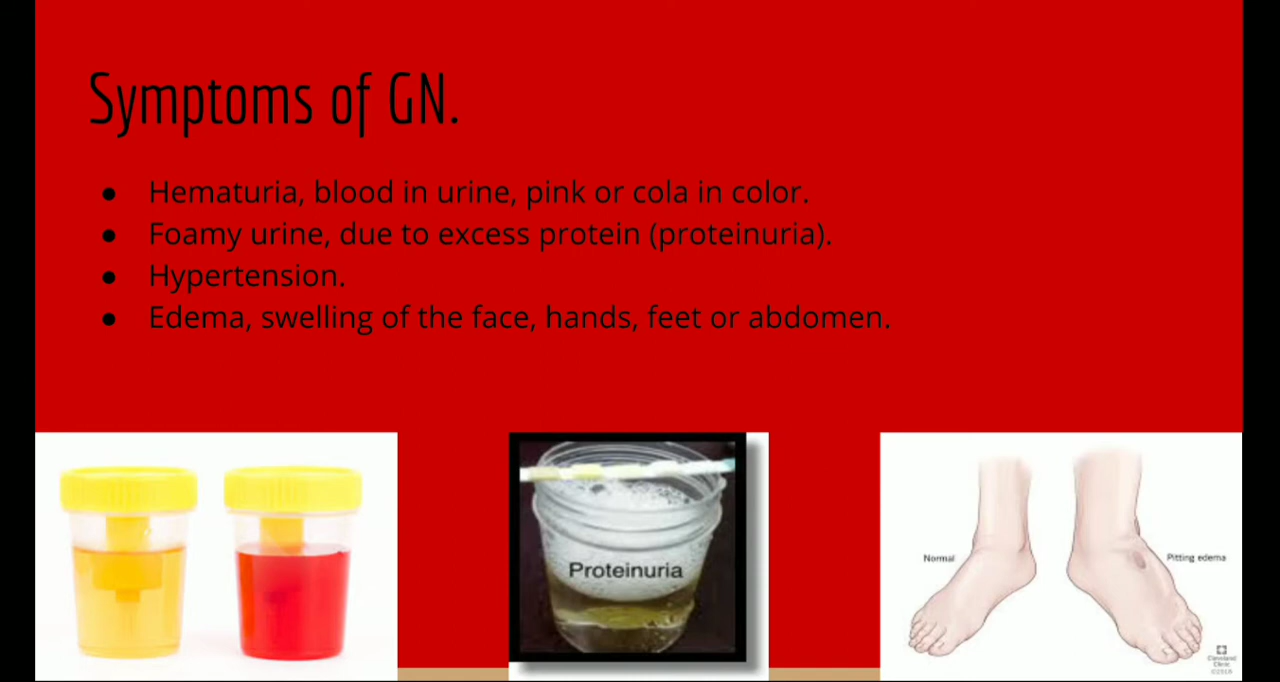 Symptoms of GN.
● Hematuria, blood in urine, pink or cola in color.
● Foamy urine, due to excess protein (proteinuria).
● Hypertension.
● Edema, swelling of the face, hands, feet or abdomen.
Proteinuria
Normal
Pitting edema
Cleveland
Clinic